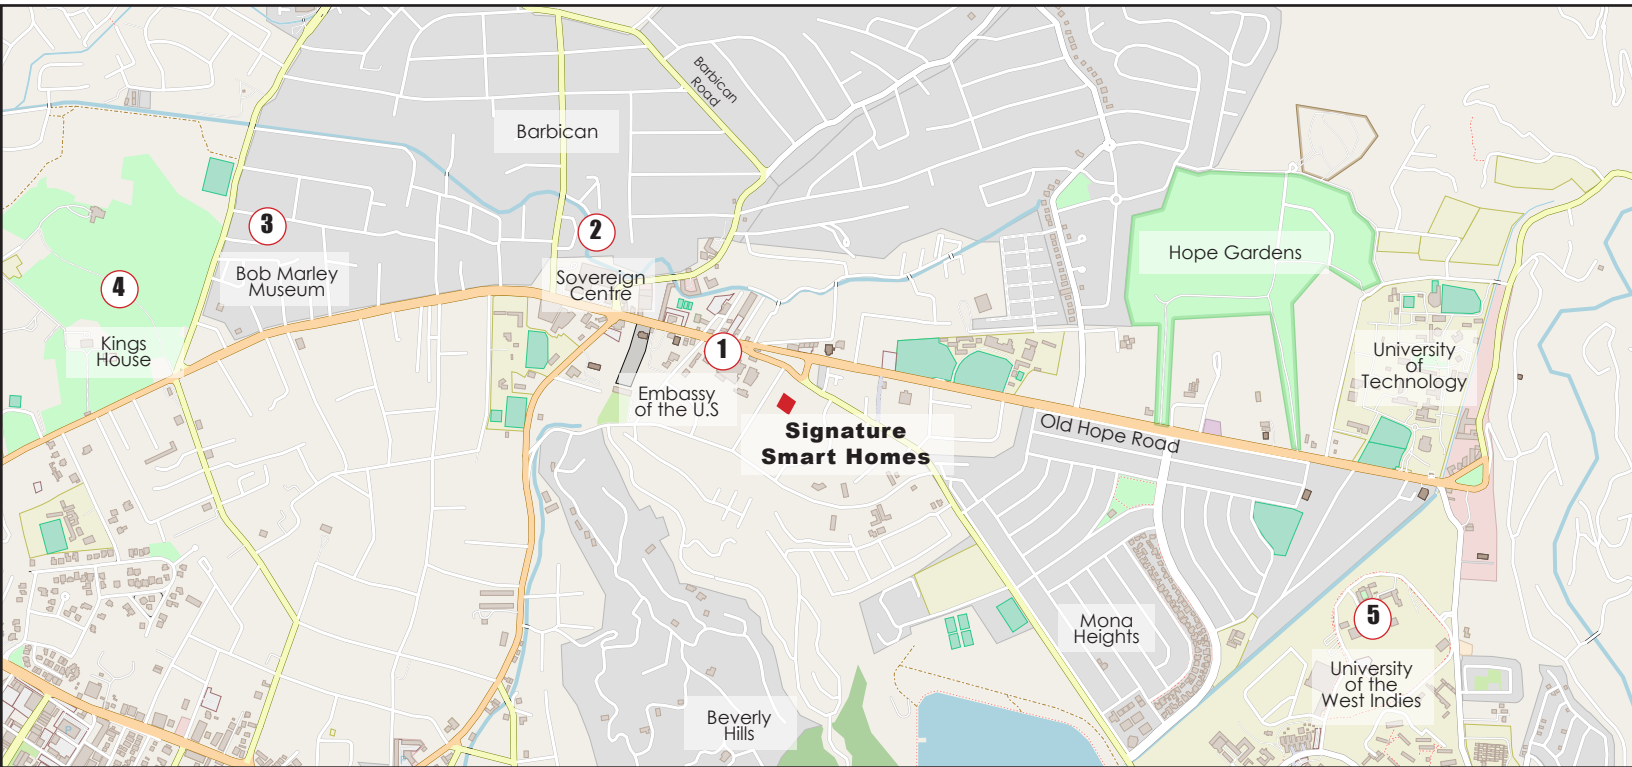 Barbican
Road
Barbican
2
3
Bob Marley
Museum
Sovereign
Centre
Hope Gardens
4
Kings
House
1
Embassy
of the U.S
University
of
Technology
Signature
Smart Homes
Old Hope Road
Mona
Heights
5
University
of the
West Indies
Beverly
Hills